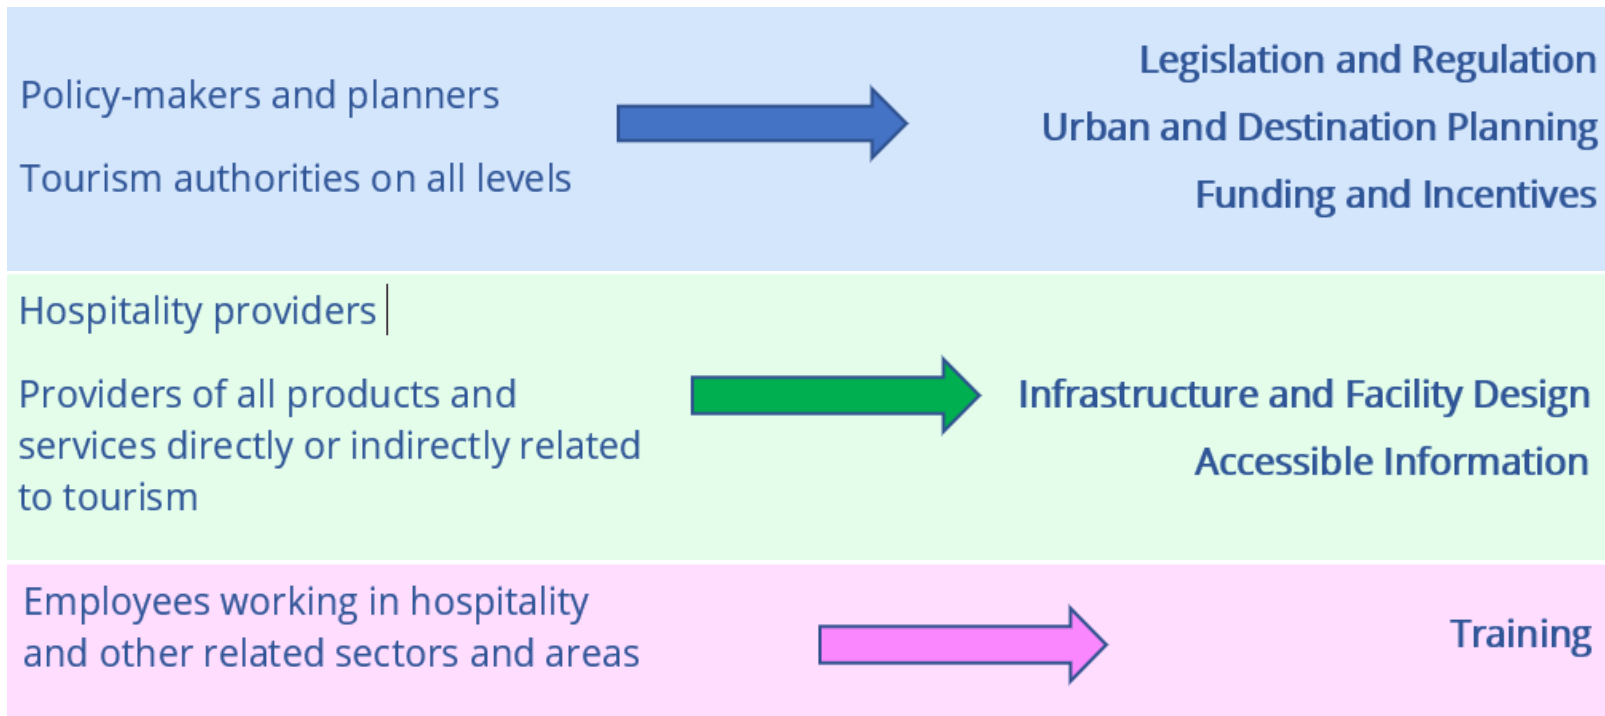 Policy-makers and planners
Tourism authorities on all levels
Legislation and Regulation
Urban and Destination Planning
Funding and Incentives
Hospitality providers
Providers of all products and
services directly or indirectly related
to tourism
Infrastructure and Facility Design
Accessible Information
Employees working in hospitality
and other related sectors and areas
Training